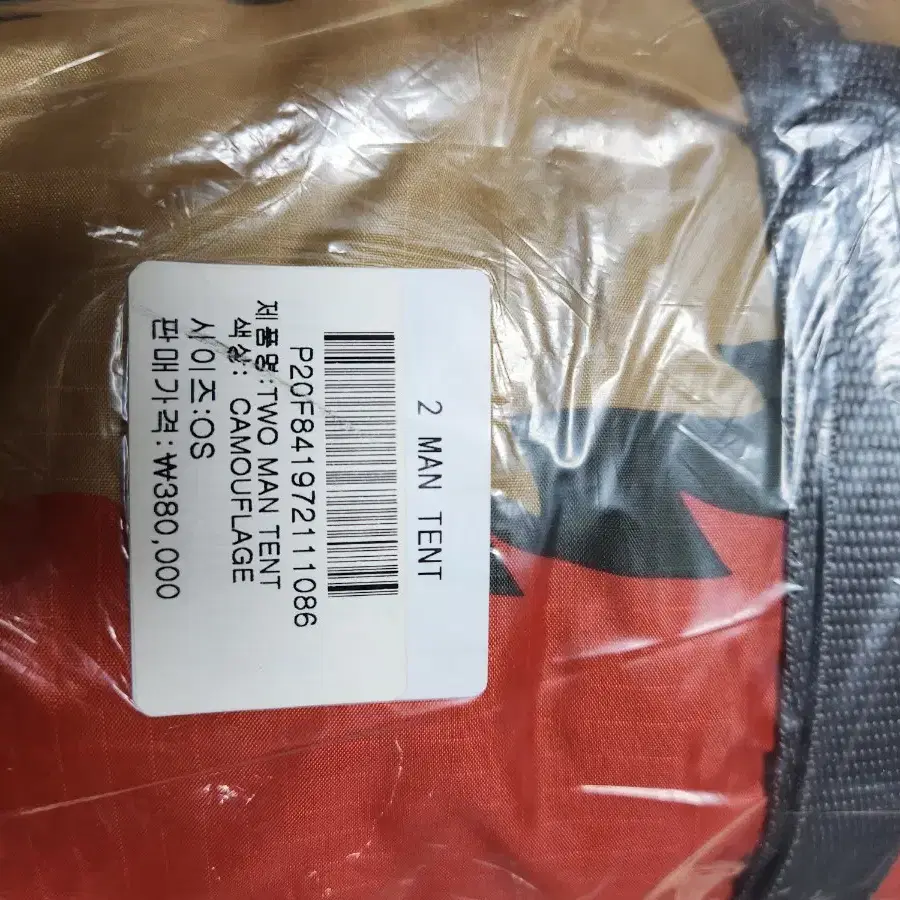 2 MAN TENT
P20F8419721111086
제품명:TWO MAN TENT
색상: CAMOUFLAGE
사이즈:OS
판매가격:₩380,000